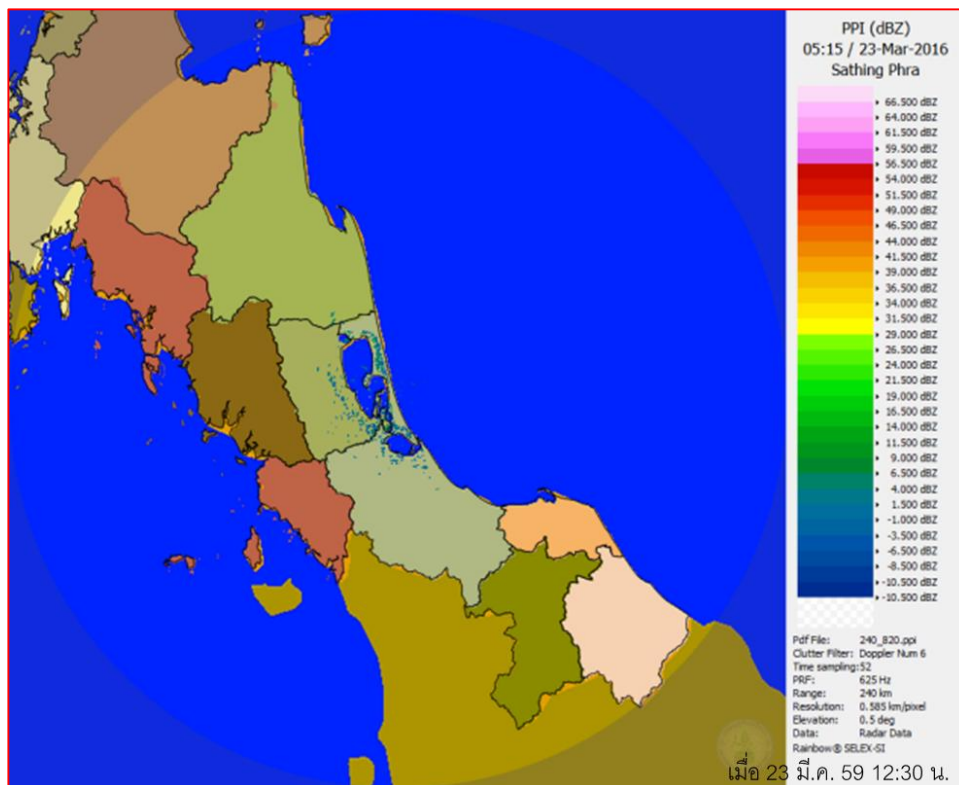 PPI (dBZ)
05:15 / 23-Mar-2016
Sathing Phra
66.500 dBZ
64.000 dBZ
61.500 dBZ
59.500 dBZ
56.500 dBZ
54.000 dBZ
51.500 dBZ
49.000 dBZ
46.500 dBZ
44.000 dBZ
41.500 dBZ
39.000 dBZ
36.500 dBZ
34.000 dBZ
31.500 dBZ
29.000 dBZ
26.500 dBZ
24.000 dBZ
21.500 dBZ
19.000 dBZ
16.500 dBZ
14.000 dBZ
11.500 dBZ
9.000 dBZ
6.500 dBZ
4.000 dBZ
1.500 dBZ
-1.000 dBZ
-3.500 dBZ
-6.500 dBZ
-8.500 dBZ
-10.500 dBZ
-10.500 dBZ
Pdf File: 240_820.ppi
Clutter Filter: Doppler Num 6
Time sampling:52
PRF: 625 Hz
Range: 240 km
Resolution: 0.585 km/pixel
Elevation: 0.5 deg
Data: Radar Data
Rainbow® SELEX-SI
เมื่อ 23 มี.ค. 59 12:30 น.